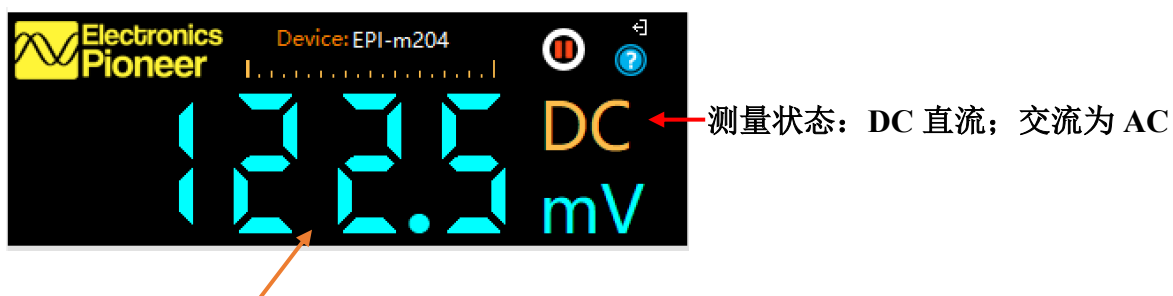 Electronics
Pioneer
Device: EPI-m204
?
122.5
DC
mV
测量状态：DC 直流；交流为 AC